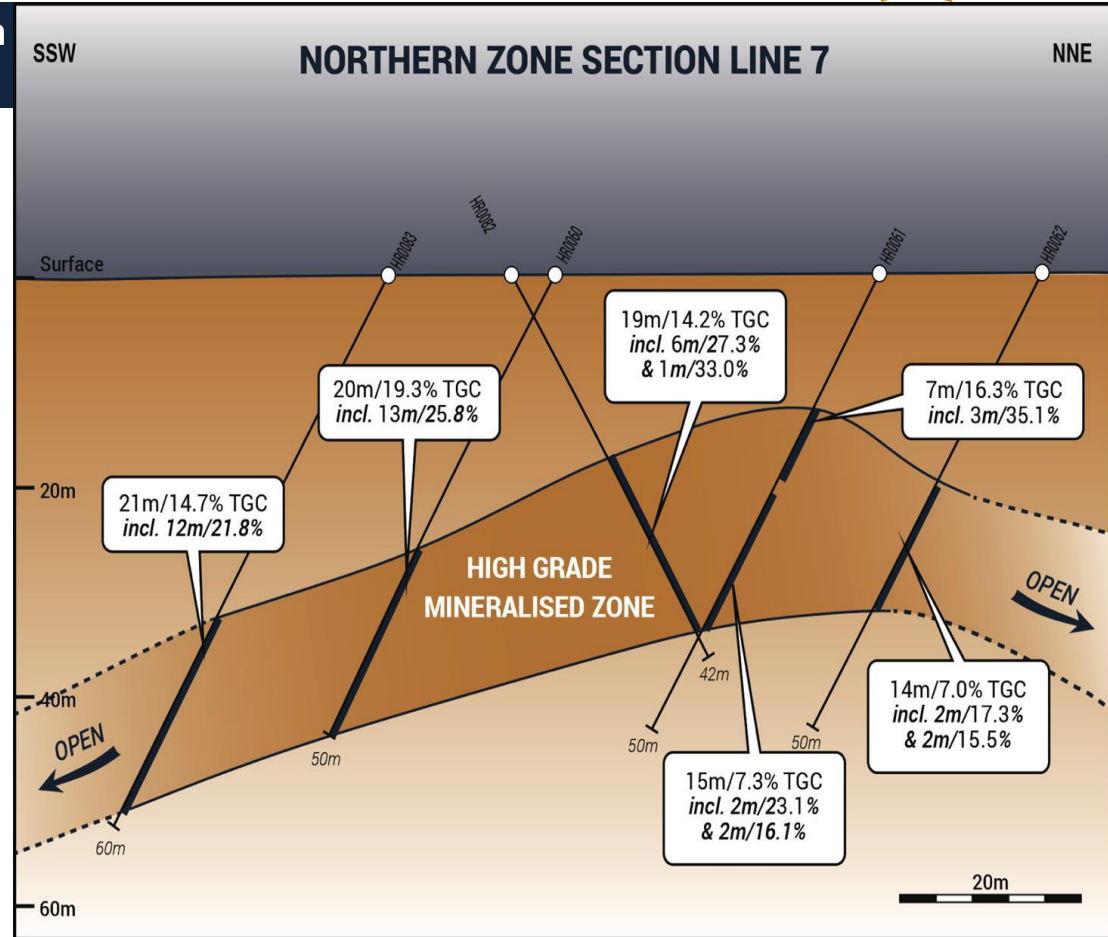 n
SSW
NORTHERN ZONE SECTION LINE 7
NNE
HR0083
HR0082
HR0060
HR0061
HR0062
Surface
19m/14.2% TGC
incl. 6m/27.3%
& 1m/33.0%
20m/19.3% TGC
incl. 13m/25.8%
7m/16.3% TGC
incl. 3m/35.1%
20m
21m/14.7% TGC
incl. 12m/21.8%
HIGH GRADE
MINERALISED ZONE
OPEN
40m
42m
14m/7.0% TGC
incl. 2m/17.3%
& 2m/15.5%
OPEN
50m
50m
50m
15m/7.3% TGC
incl. 2m/23.1%
& 2m/16.1%
60m
20m
60m